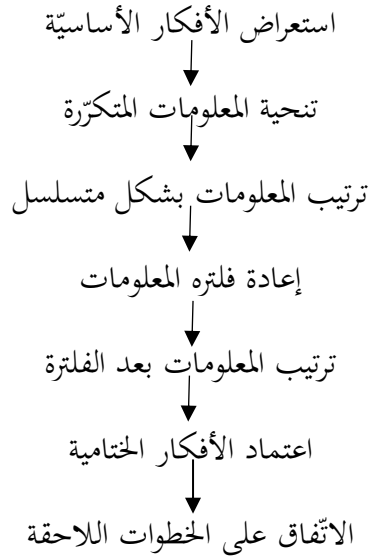 استعراض الأفكار الأساسيّة
تنحية المعلومات المتكرّرة
ترتيب المعلومات بشكل متسلسل
إعادة فلتره المعلومات
ترتيب المعلومات بعد الفلترة
اعتماد الأفكار الختامية
الاتّفاق على الخطوات اللاحقة